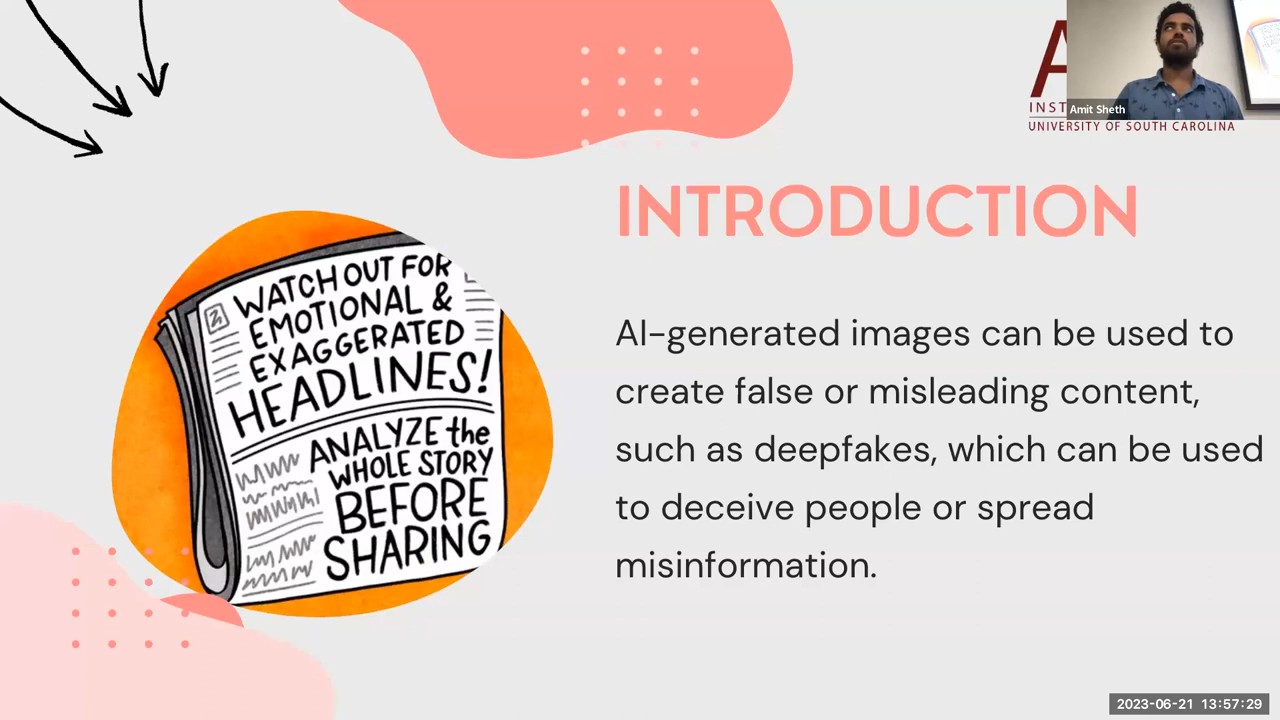 INST
UNIVERSITY OF SOUTH CAROLINA
Amit Sheth
INTRODUCTION
AI-generated images can be used to
create false or misleading content,
such as deepfakes, which can be used
to deceive people or spread
misinformation.
WATCH OUT FOR
EMOTIONAL &
EXAGGERATED
HEADLINES!
ANALYZE the
WHOLE STORY
BEFORE
SHARING
2023-06-21 13:57:29